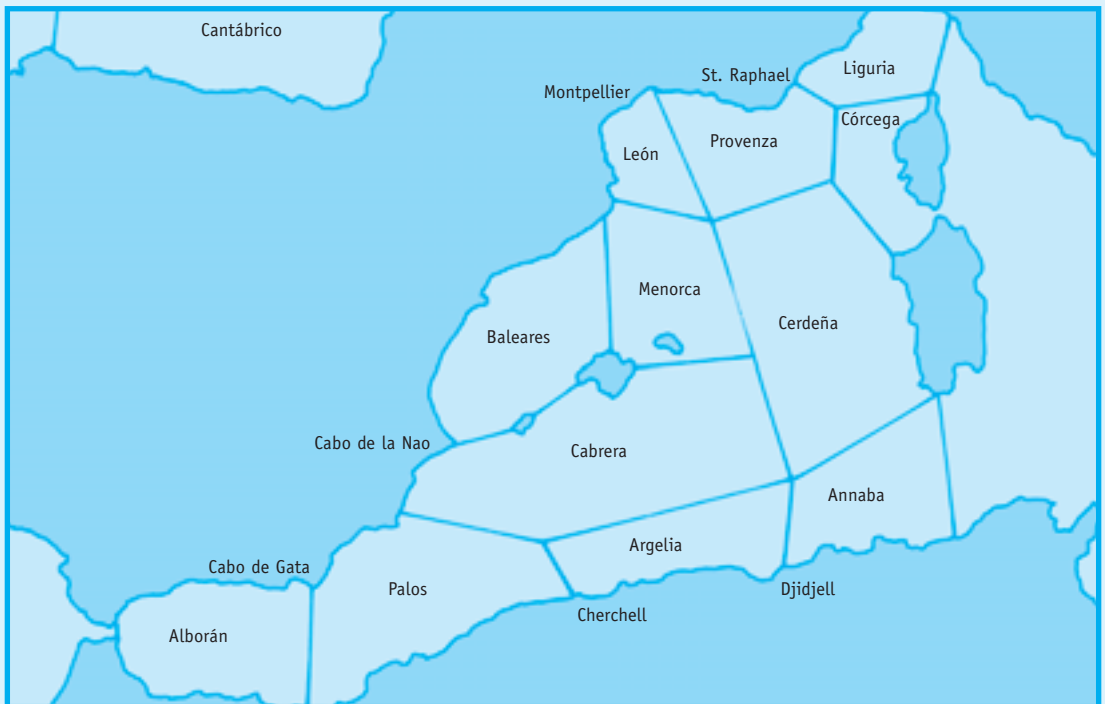 Cantábrico
Liguria
St. Raphael
Montpellier
Córcega
Provenza
León
Menorca
Cerdeña
Baleares
Cabo de la Nao
Cabrera
Annaba
Argelia
Cabo de Gata
Palos
Djidjell
Cherchell
Alborán